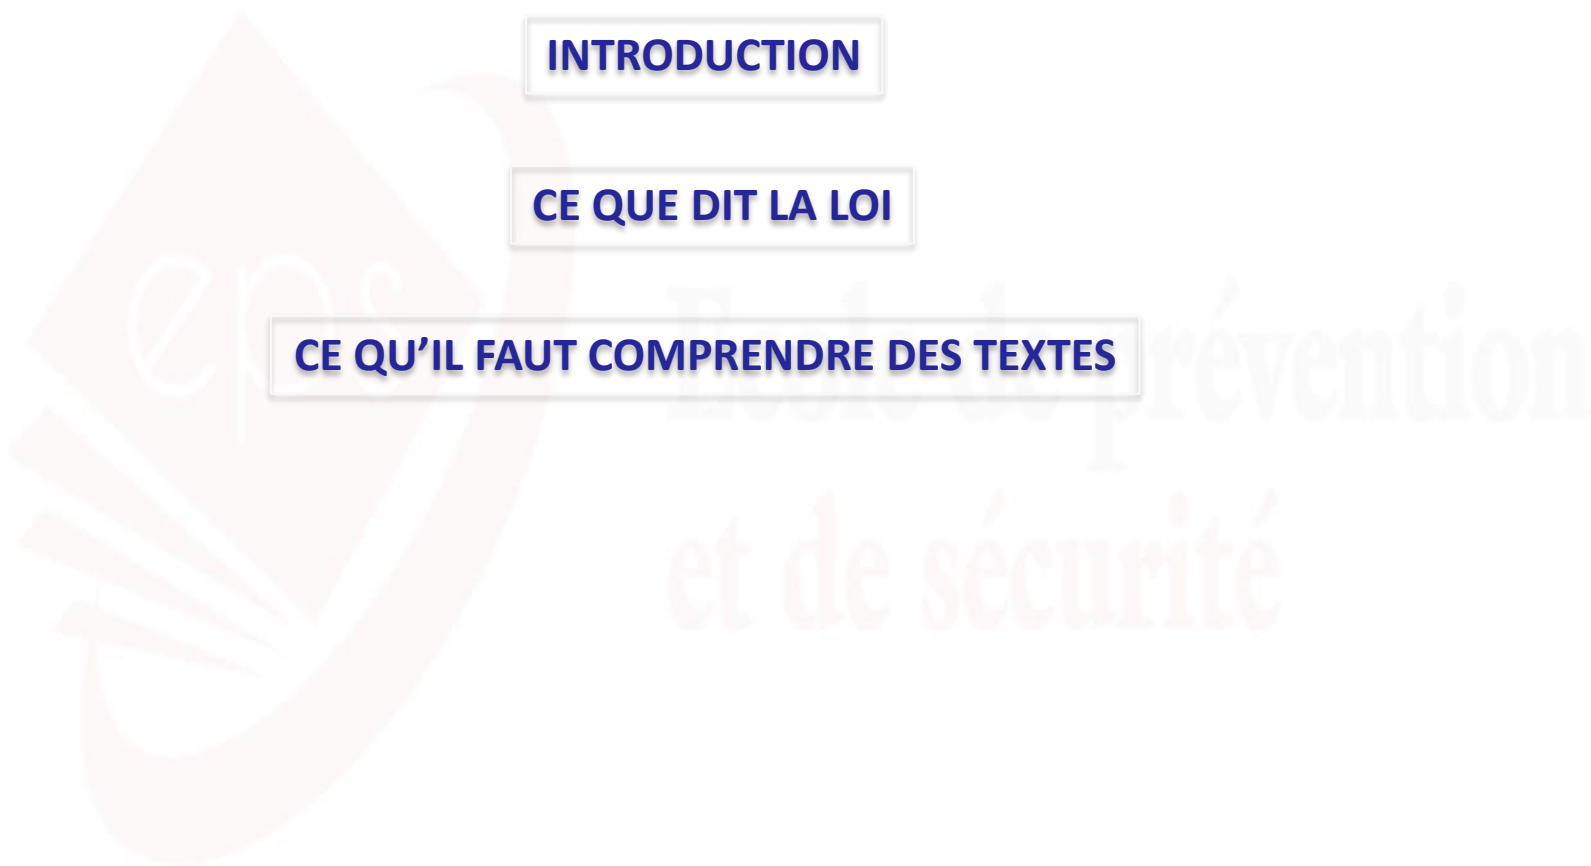 INTRODUCTION
CE QUE DIT LA LOI
CE QU’IL FAUT COMPRENDRE DES TEXTES
eps
Ecole de prévention
et de sécurité